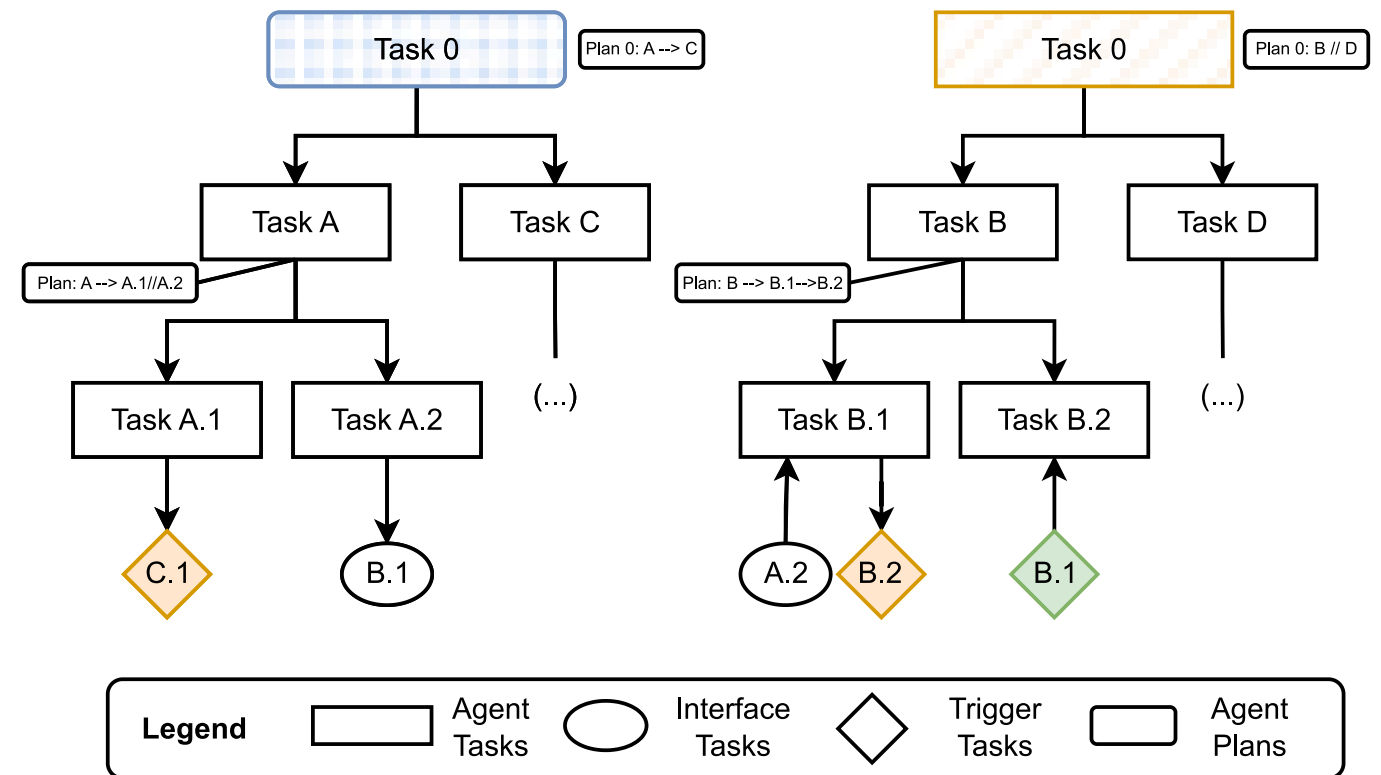 Task 0
Plan 0: A --> C
Task 0
Plan 0: B // D
Task A
Task C
Task B
Task D
Plan: A --> A.1//A.2
Plan: B --> B.1-->B.2
Task A.1
Task A.2
(...)
Task B.1
Task B.2
(...)
C.1
B.1
A.2
B.2
B.1
Legend
Agent
Tasks
Interface
Tasks
Trigger
Tasks
Agent
Plans